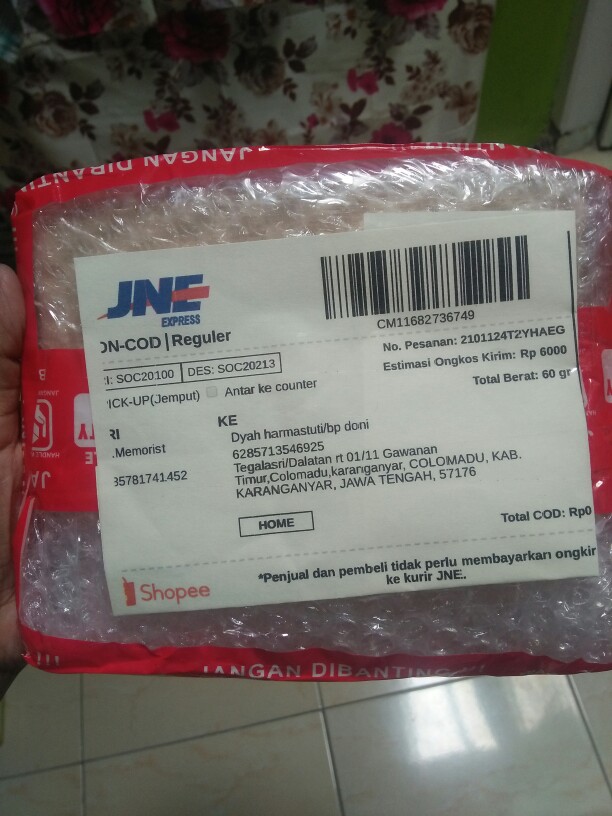 JANGAN DIBANTI
JNE
EXPRESS
CM11682736749
ON-COD | Reguler
No. Pesanan: 2101124T2YHAEG
Estimasi Ongkos Kirim: Rp 6000
Total Berat: 60 gr
I: SOC20100 DES: SOC20213
ICK-UP(Jemput) Antar ke counter
RI
.Memorist
35781741452
KE
Dyah harmastuti/bp doni
6285713546925
Tegalasri/Dalatan rt 01/11 Gawanan
Timur,Colomadu,karanganyar, COLOMADU, KAB.
KARANGANYAR, JAWA TENGAH, 57176
HOME
Total COD: Rp0
Shopee
*Penjual dan pembeli tidak perlu membayarkan ongkir
ke kurir JNE..
!!! JANGAN DIBANTING !!!